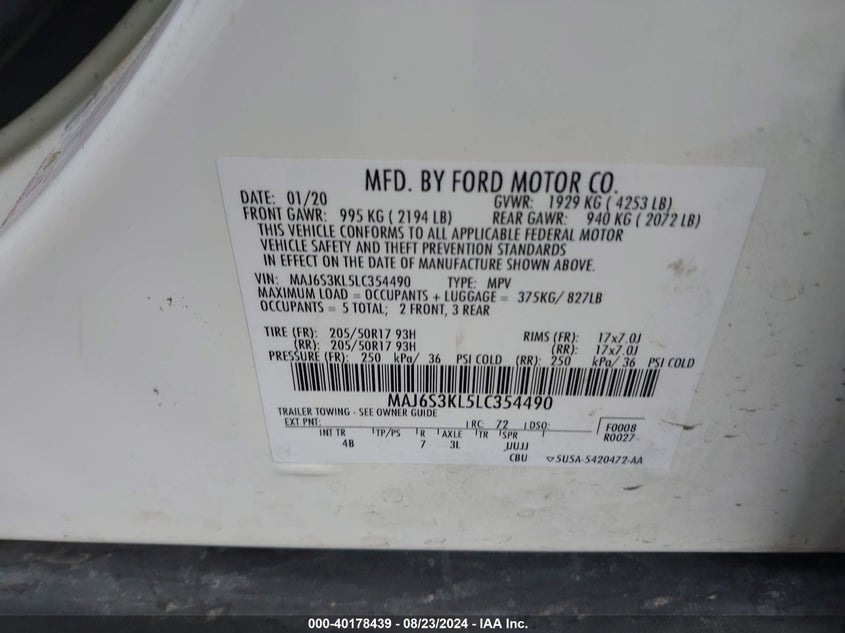 MFD. BY FORD MOTOR CO.
DATE: 01/20 GVWR: 1929 KG ( 4253 LB)
FRONT GAWR: 995 KG ( 2194 LB) REAR GAWR: 940 KG ( 2072 LB)
THIS VEHICLE CONFORMS TO ALL APPLICABLE FEDERAL MOTOR
VEHICLE SAFETY AND THEFT PREVENTION STANDARDS
IN EFFECT ON THE DATE OF MANUFACTURE SHOWN ABOVE.
VIN: MAJ6S3KL5LC354490 TYPE: MPV
MAXIMUM LOAD = OCCUPANTS + LUGGAGE = 375KG/ 827LB
OCCUPANTS = 5 TOTAL; 2 FRONT, 3 REAR
TIRE (FR): 205/50R17 93H RIMS (FR): 17x7.0J
(RR): 205/50R17 93H (RR): 17x7.0J
PRESSURE (FR): 250 kPa/ 36 PSI COLD (RR): 250 kPa/ 36 PSI COLD
MAJ6S3KL5LC354490
TRAILER TOWING - SEE OWNER GUIDE
EXT PNT: RC: 72 DSO: F0008
R0027
INT TR TP/PS R AXLE TR SPR
4B 7 3L UUJJ
CBU 5U5A-5420472-AA
000-40178439 - 08/23/2024 - IAA Inc.